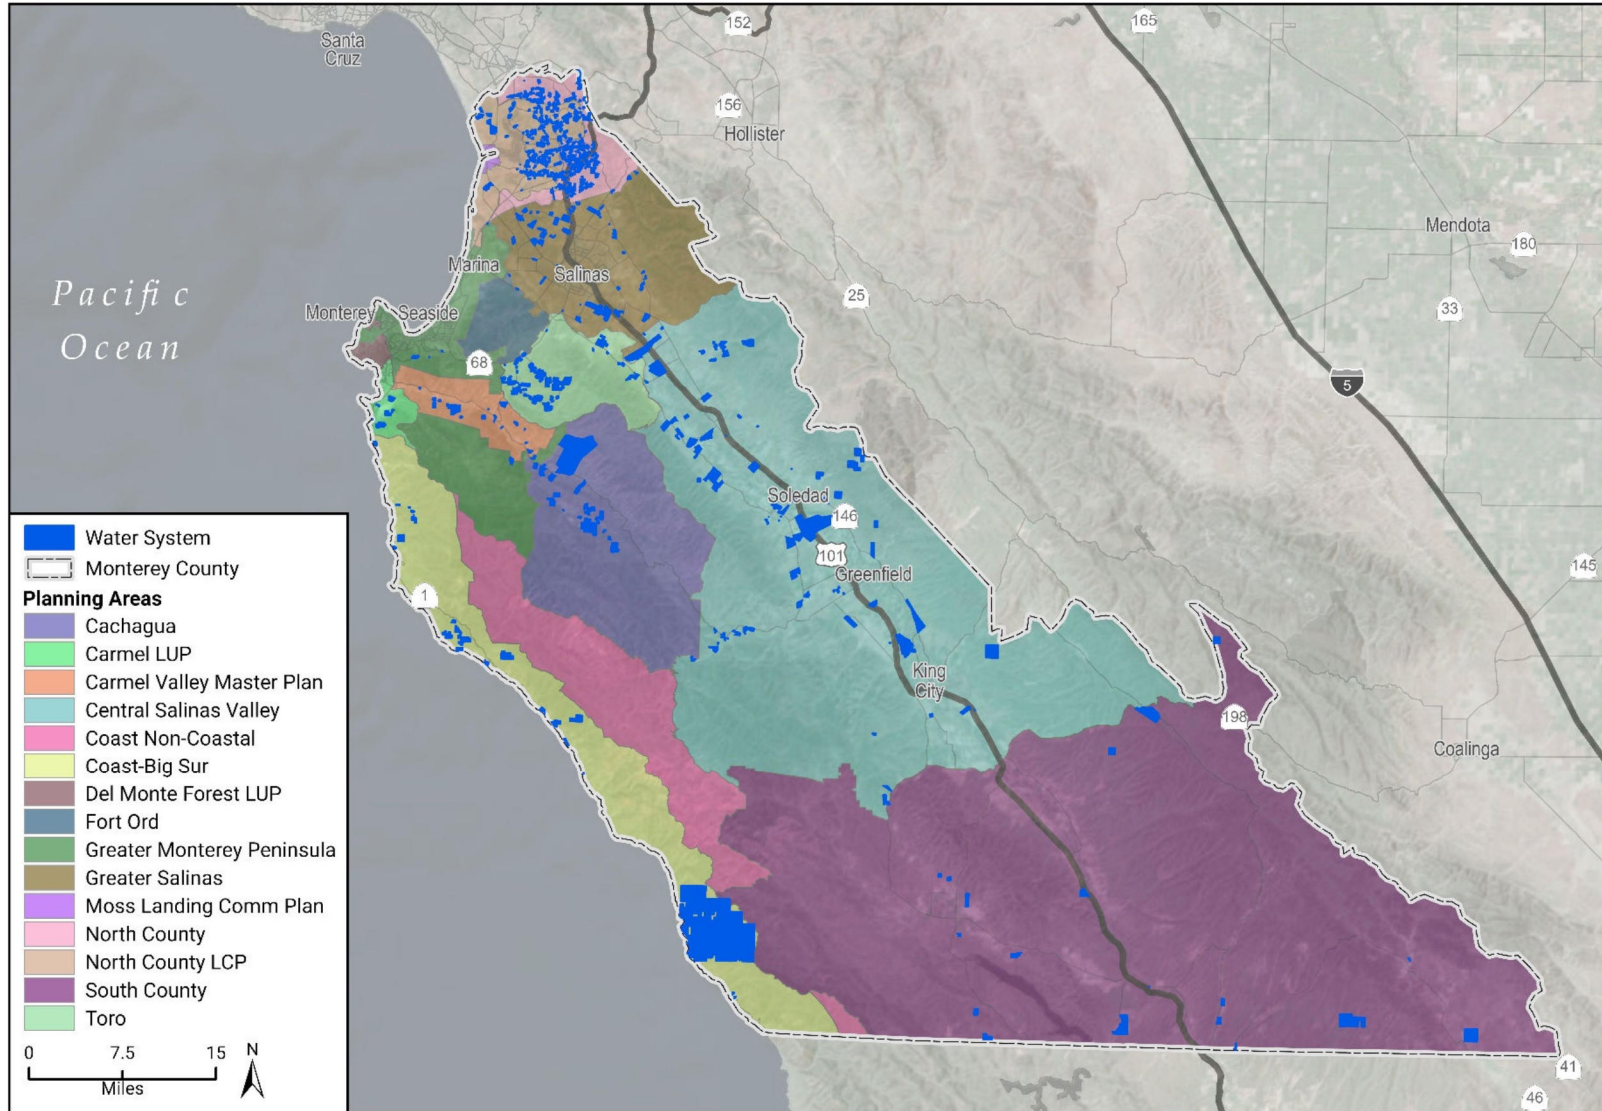 152
165
Santa
Cruz
156
Hollister
Mendota
180
Marina
Salinas
25
33
Pacific
Ocean
Monterey
Seaside
68
5
Soledad
146
101
Greenfield
145
1
King
City
198
Coalinga
41
46
Water System
Monterey County
Planning Areas
Cachagua
Carmel LUP
Carmel Valley Master Plan
Central Salinas Valley
Coast Non-Coastal
Coast-Big Sur
Del Monte Forest LUP
Fort Ord
Greater Monterey Peninsula
Greater Salinas
Moss Landing Comm Plan
North County
North County LCP
South County
Toro
0 7.5 15
Miles
N